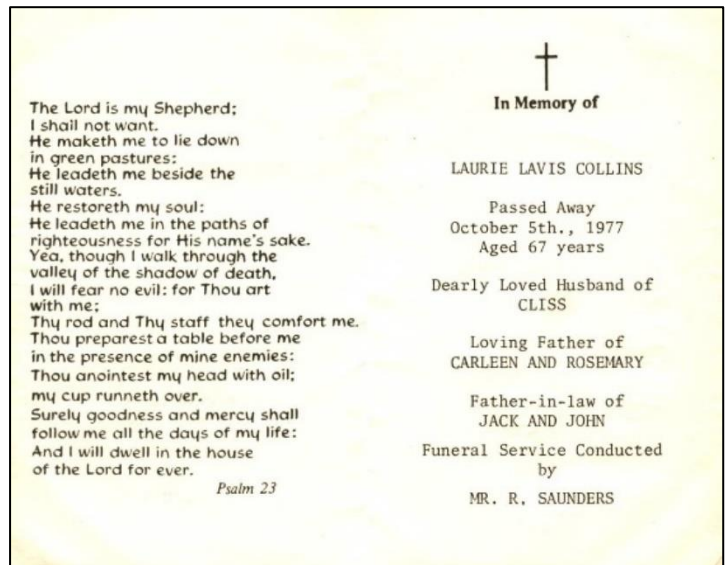 The Lord is my Shepherd;
I shall not want.
He maketh me to lie down
in green pastures:
He leadeth me beside the
still waters.
He restoreth my soul:
He leadeth me in the paths of
righteousness for His name's sake.
Yea, though I walk through the
valley of the shadow of death,
I will fear no evil: for Thou art
with me;
Thy rod and Thy staff they comfort me.
Thou preparest a table before me
in the presence of mine enemies:
Thou anointest my head with oil;
my cup runneth over.
Surely goodness and mercy shall
follow me all the days of my life:
And I will dwell in the house
of the Lord for ever.
Psalm 23
In Memory of
LAURIE LAVIS COLLINS
Passed Away
October 5th., 1977
Aged 67 years
Dearly Loved Husband of
CLISS
Loving Father of
CARLEEN AND ROSEMARY
Father-in-law of
JACK AND JOHN
Funeral Service Conducted
by
MR. R. SAUNDERS